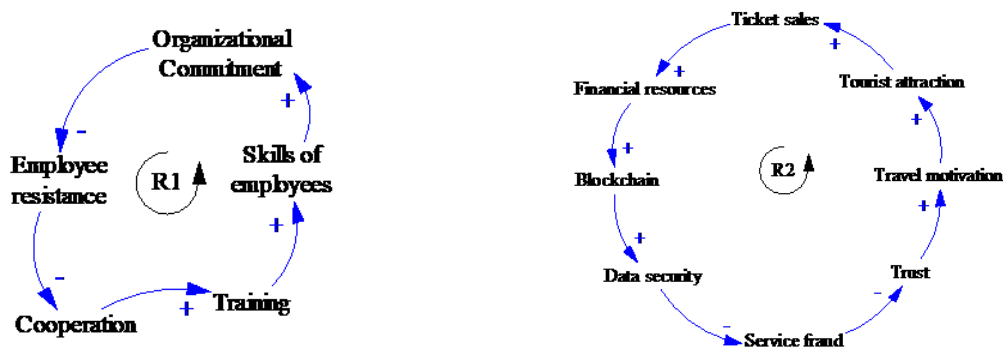 Organizational
Commitment
+
-
Employee
resistance
R1
Skills of
employees
+
-
Cooperation
+
Training
Ticket sales
+
+
Financial resources
Tourist attraction
+
+
Blockchain
R2
Travel motivation
+
+
Data security
Trust
-
-
Service fraud